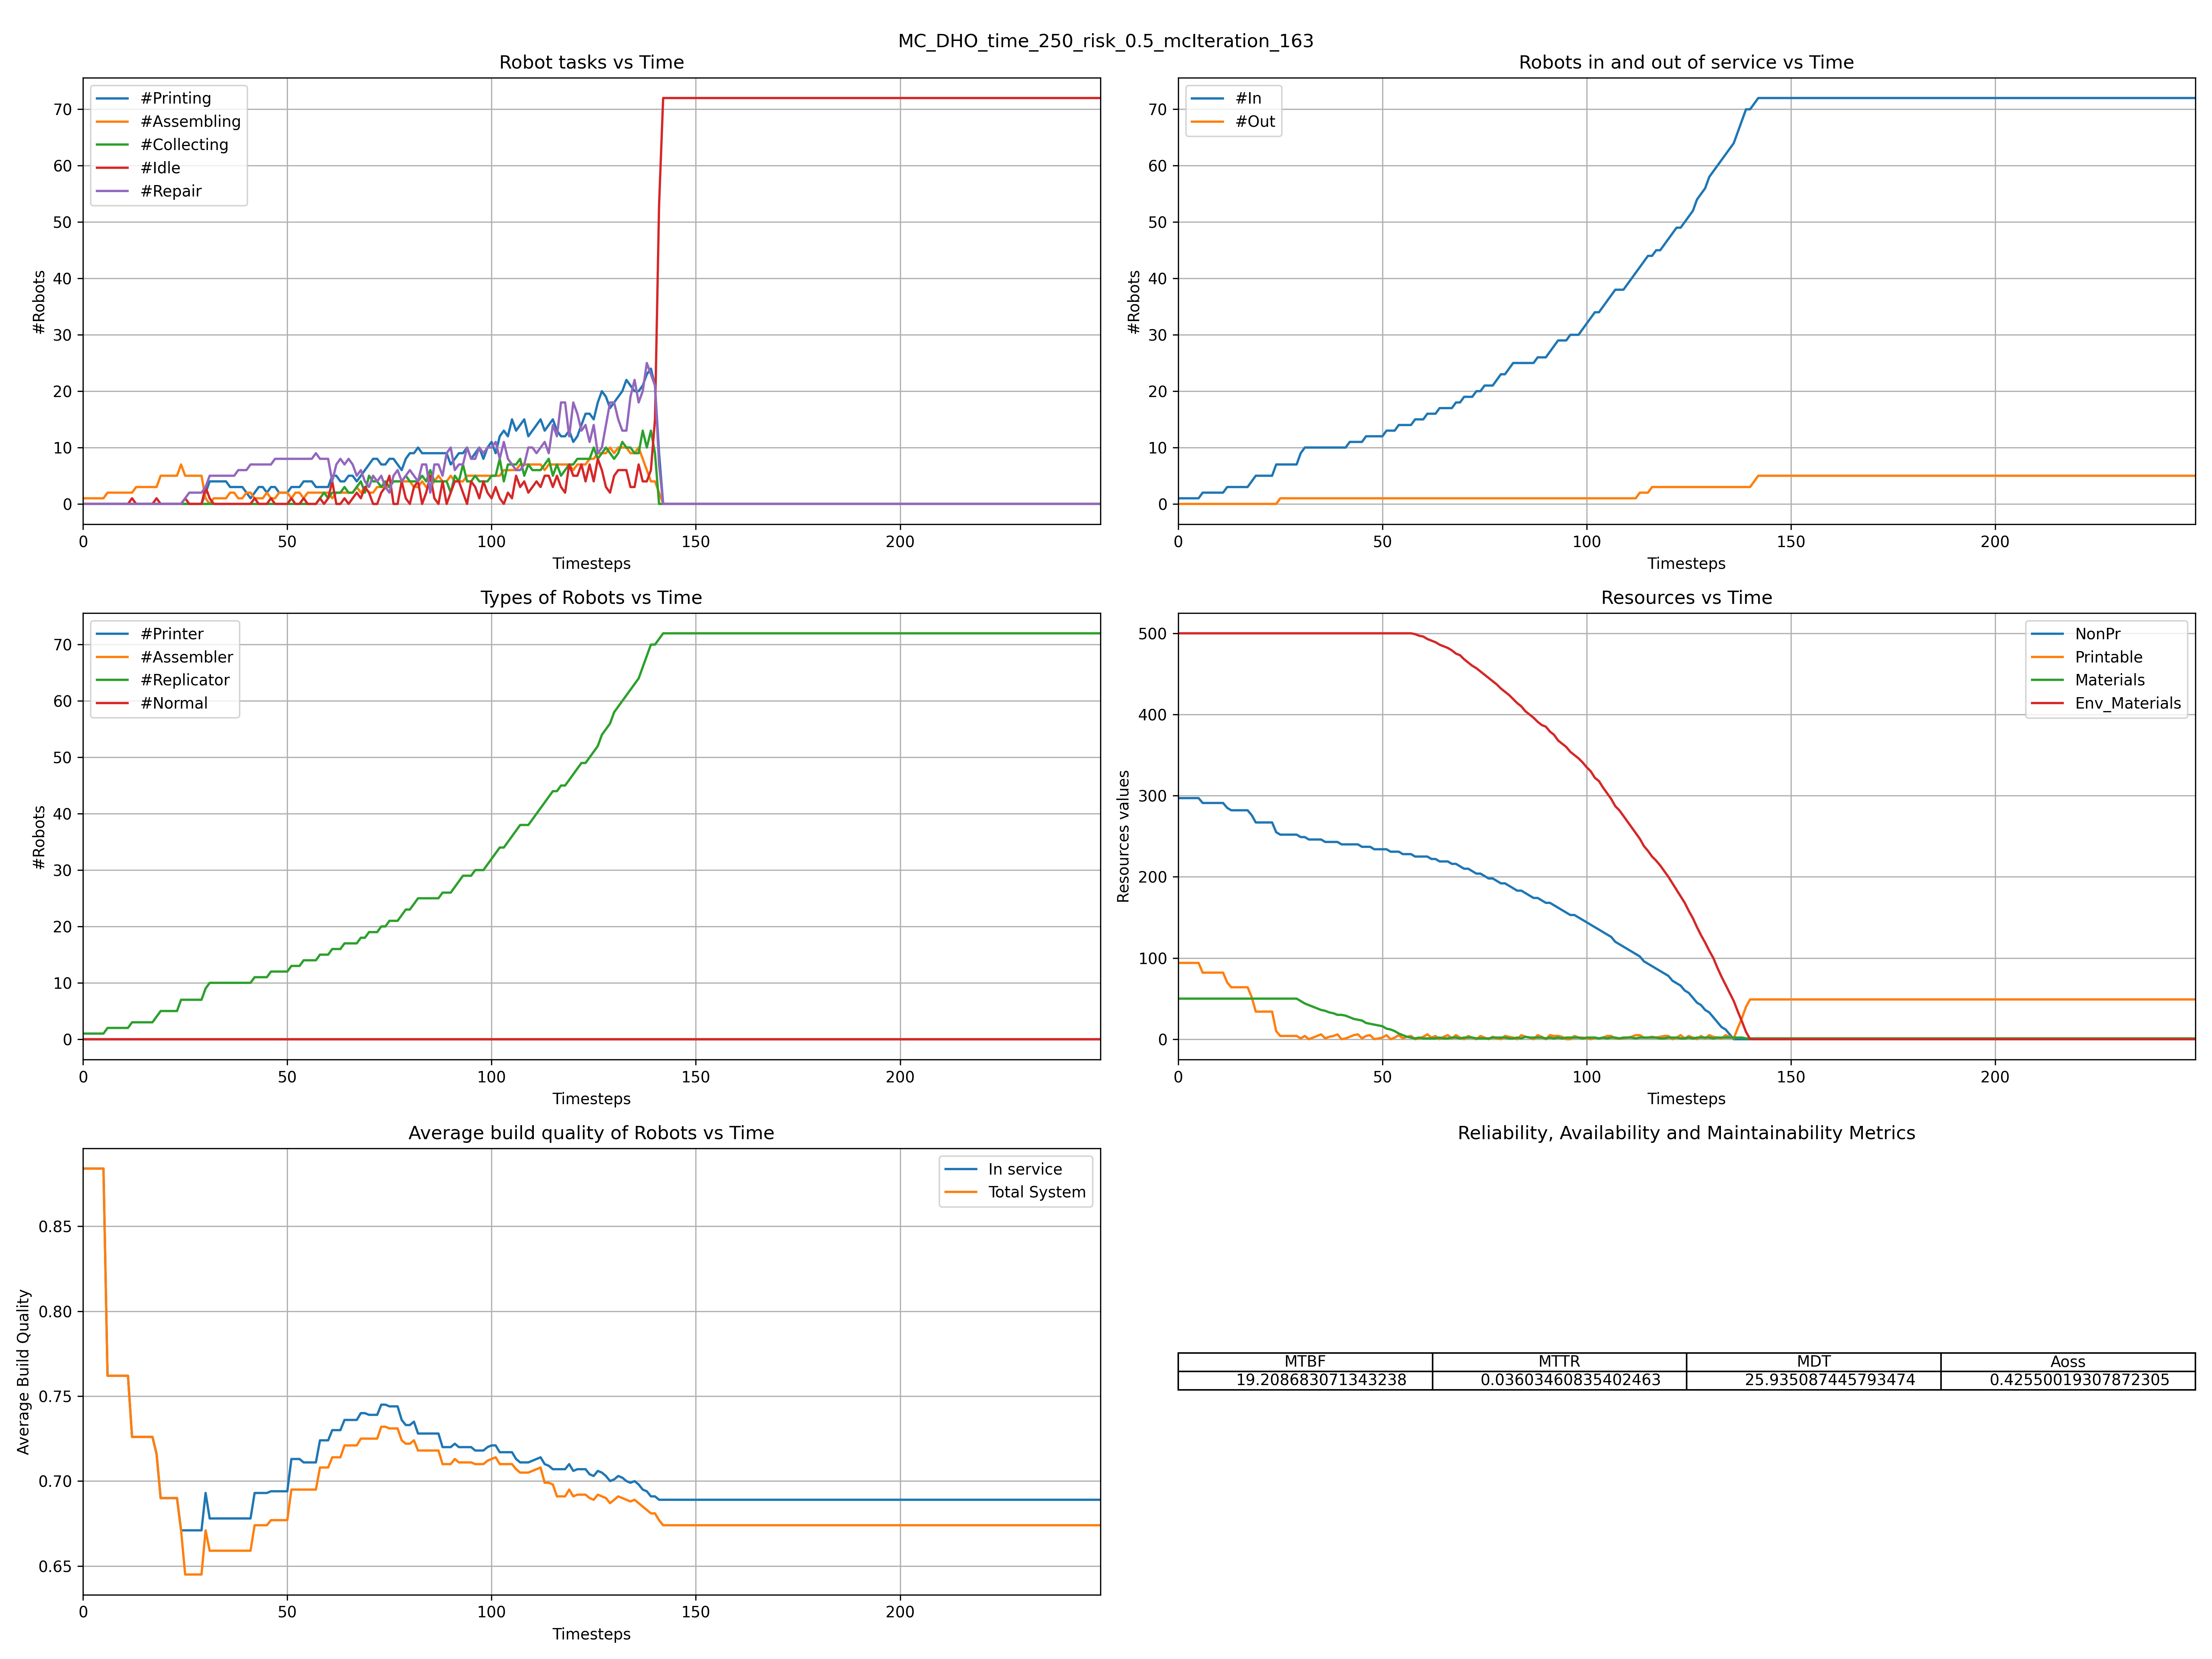 MC_DHO_time_250_risk_0.5_mcIteration_163
Robot tasks vs Time
#Printing
#Assembling
#Collecting
#Idle
#Repair
70
60
50
40
30
20
10
0
#Robots
0 50 100 150 200
Timesteps
Robots in and out of service vs Time
#In
#Out
70
60
50
40
30
20
10
0
#Robots
0 50 100 150 200
Timesteps
Types of Robots vs Time
#Printer
#Assembler
#Replicator
#Normal
70
60
50
40
30
20
10
0
#Robots
0 50 100 150 200
Timesteps
Resources vs Time
NonPr
Printable
Materials
Env_Materials
500
400
300
200
100
0
Resources values
0 50 100 150 200
Timesteps
Average build quality of Robots vs Time
In service
Total System
0.85
0.80
0.75
0.70
0.65
Average Build Quality
0 50 100 150 200
Timesteps
Reliability, Availability and Maintainability Metrics
MTBF MTTR MDT Aoss
19.208683071343238 0.03603460835402463 25.935087445793474 0.42550019307872305